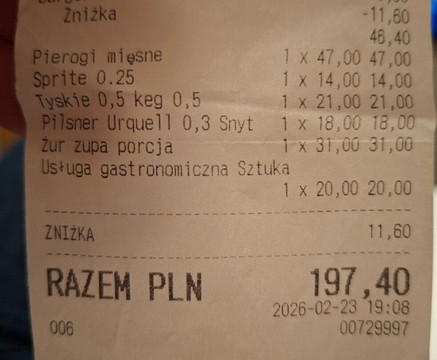 Zniżka -11,60
46,40
Pierogi mięsne 1 x 47,00 47,00
Sprite 0.25 1 x 14,00 14,00
Tyskie 0,5 keg 0,5 1 x 21,00 21,00
Pilsner Urquell 0,3 Snyt 1 x 18,00 18,00
Żur zupa porcja 1 x 31,00 31,00
Usługa gastronomiczna Sztuka
1 x 20,00 20,00
ZNIŻKA 11,60
RAZEM PLN 197,40
2026-02-23 19:08
006 00729997